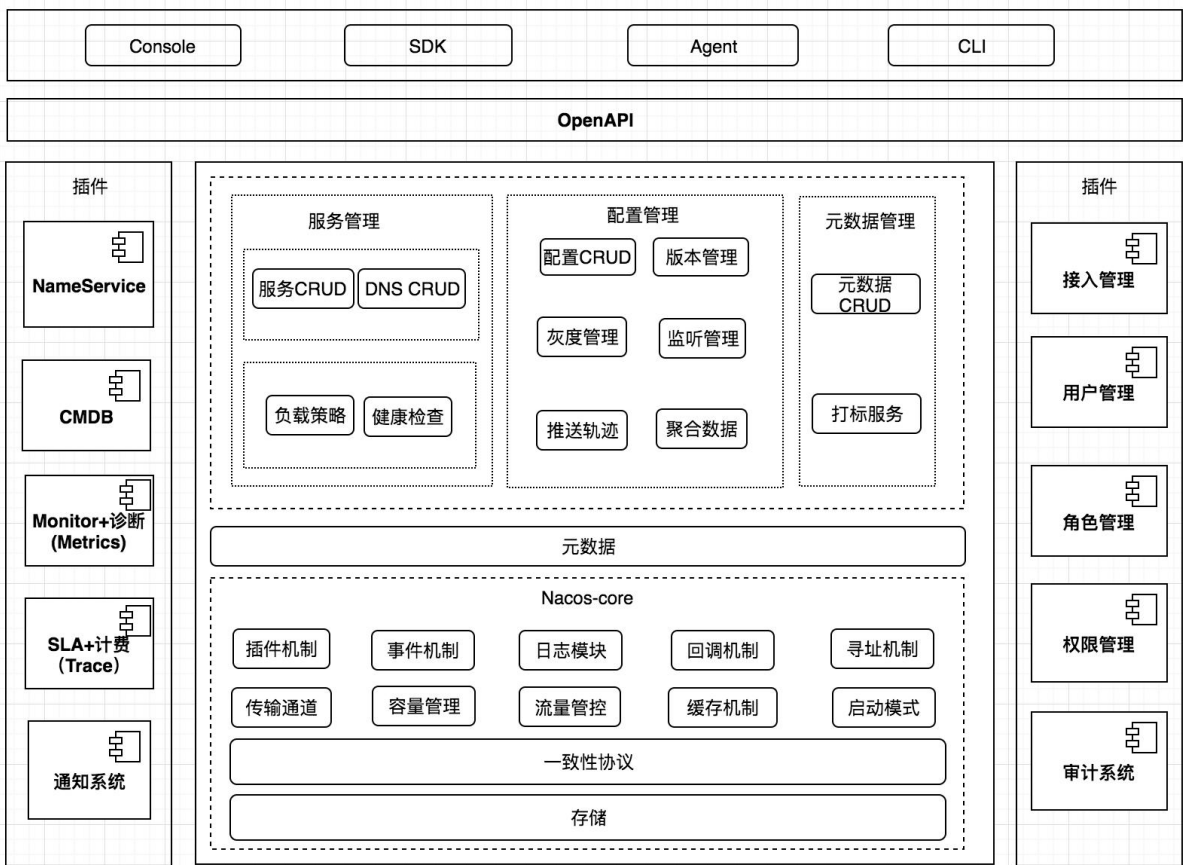 Console
SDK
Agent
CLI
OpenAPI
插件
NameService
CMDB
Monitor+诊断
(Metrics)
SLA+计费
（Trace）
通知系统
服务管理
服务CRUD
DNS CRUD
负载策略
健康检查
配置管理
配置CRUD
版本管理
灰度管理
监听管理
推送轨迹
聚合数据
元数据管理
元数据
CRUD
打标服务
元数据
Nacos-core
插件机制
事件机制
日志模块
回调机制
寻址机制
传输通道
容量管理
流量管控
缓存机制
启动模式
一致性协议
存储
插件
接入管理
用户管理
角色管理
权限管理
审计系统